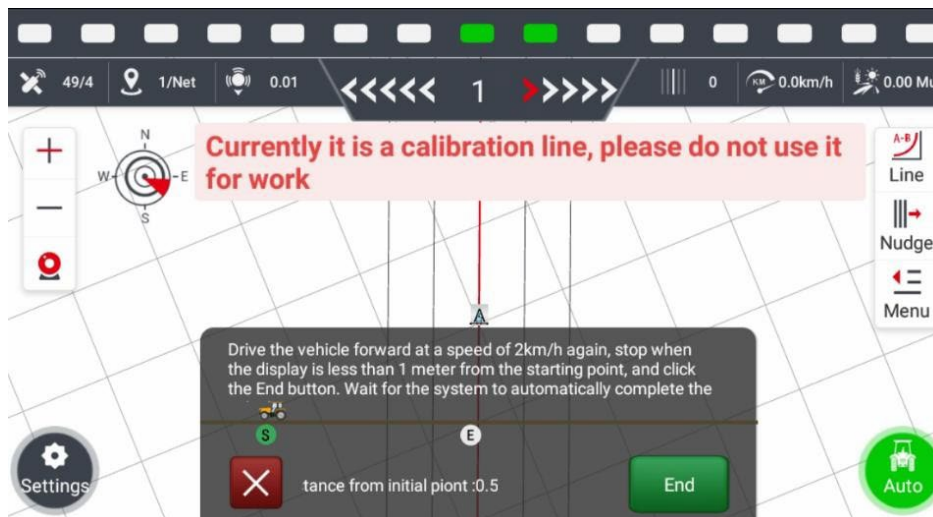 49/4
1/Net
0.01
1
0
KM
0.0km/h
0.00 Mu
N
W
E
S
Currently it is a calibration line, please do not use it
for work
A-B
Line
Nudge
Menu
A
Drive the vehicle forward at a speed of 2km/h again, stop when
the display is less than 1 meter from the starting point, and click
the End button. Wait for the system to automatically complete the
S
E
tance from initial piont :0.5
End
Settings
Auto